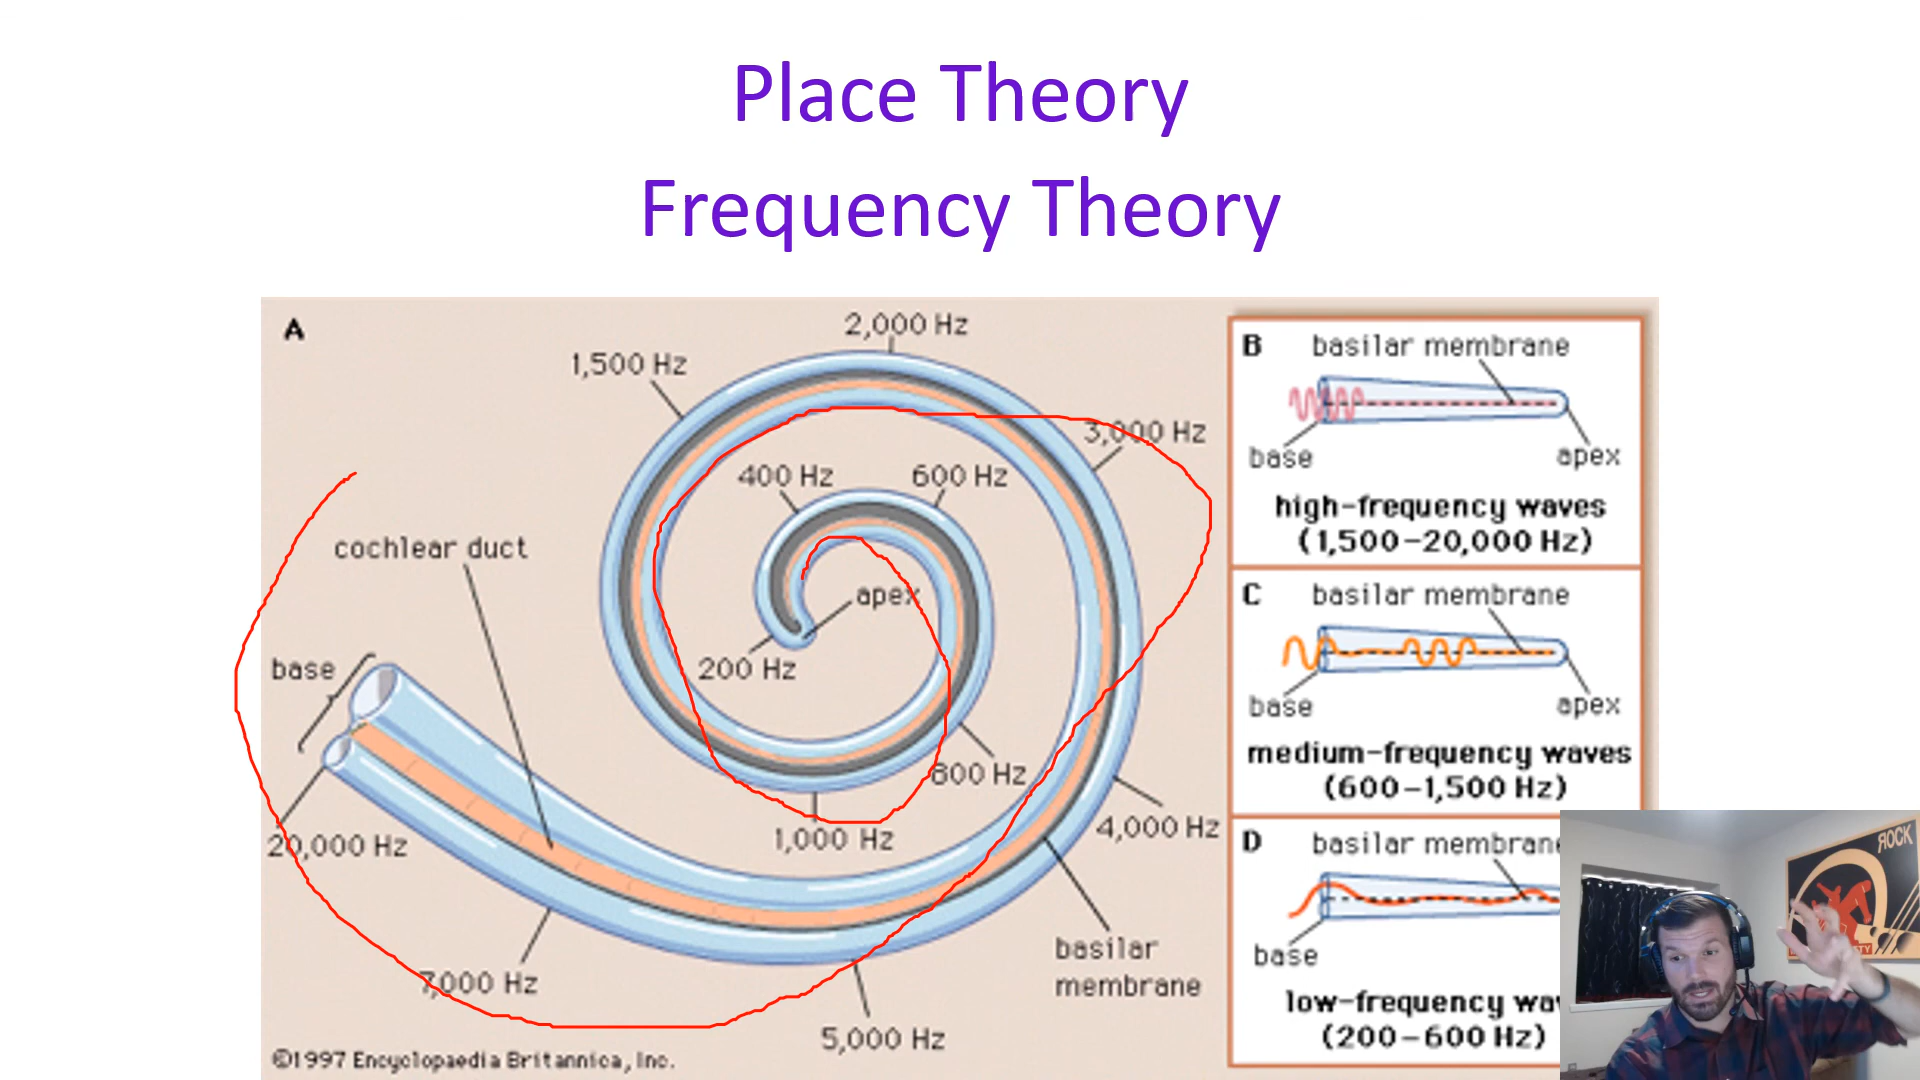 Place Theory
Frequency Theory
A
2,000 Hz
1,500 Hz
3,000 Hz
400 Hz
600 Hz
cochlear duct
apex
base
200 Hz
800 Hz
20,000 Hz
1,000 Hz
4,000 Hz
basilar
membrane
7,000 Hz
5,000 Hz
©1997 Encyclopaedia Britannica, Inc.
B
basilar membrane
base
apex
high-frequency waves
(1,500–20,000 Hz)
C
basilar membrane
base
apex
medium-frequency waves
(600–1,500 Hz)
D
basilar membran
base
low-frequency wa
(200–600 Hz)
ROCK